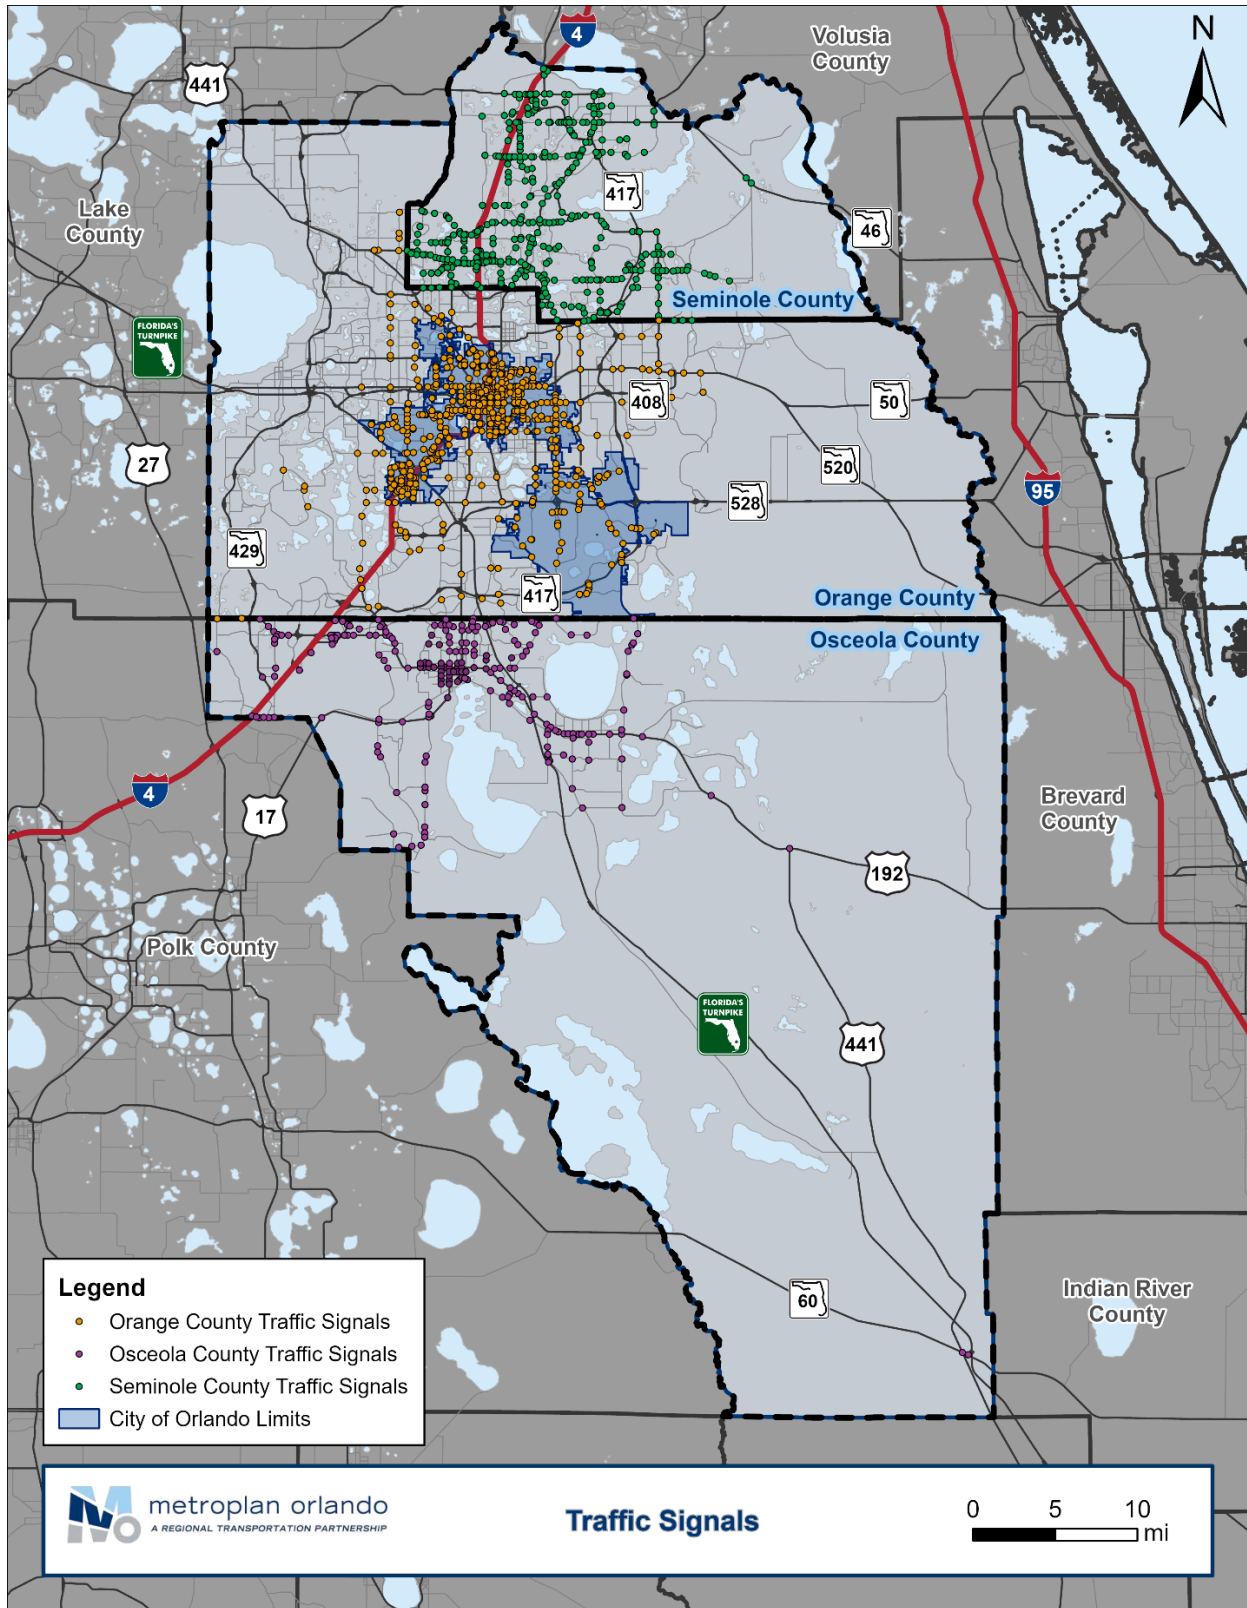 N
4
Volusia
County
441
417
Lake
County
46
Seminole County
FLORIDA'S
TURNPIKE
408
50
27
520
95
528
429
417
Orange County
Osceola County
4
17
Brevard
County
192
Polk County
FLORIDA'S
TURNPIKE
441
60
Indian River
County
Legend
Orange County Traffic Signals
Osceola County Traffic Signals
Seminole County Traffic Signals
City of Orlando Limits
metroplan orlando
A REGIONAL TRANSPORTATION PARTNERSHIP
Traffic Signals
0 5 10
mi